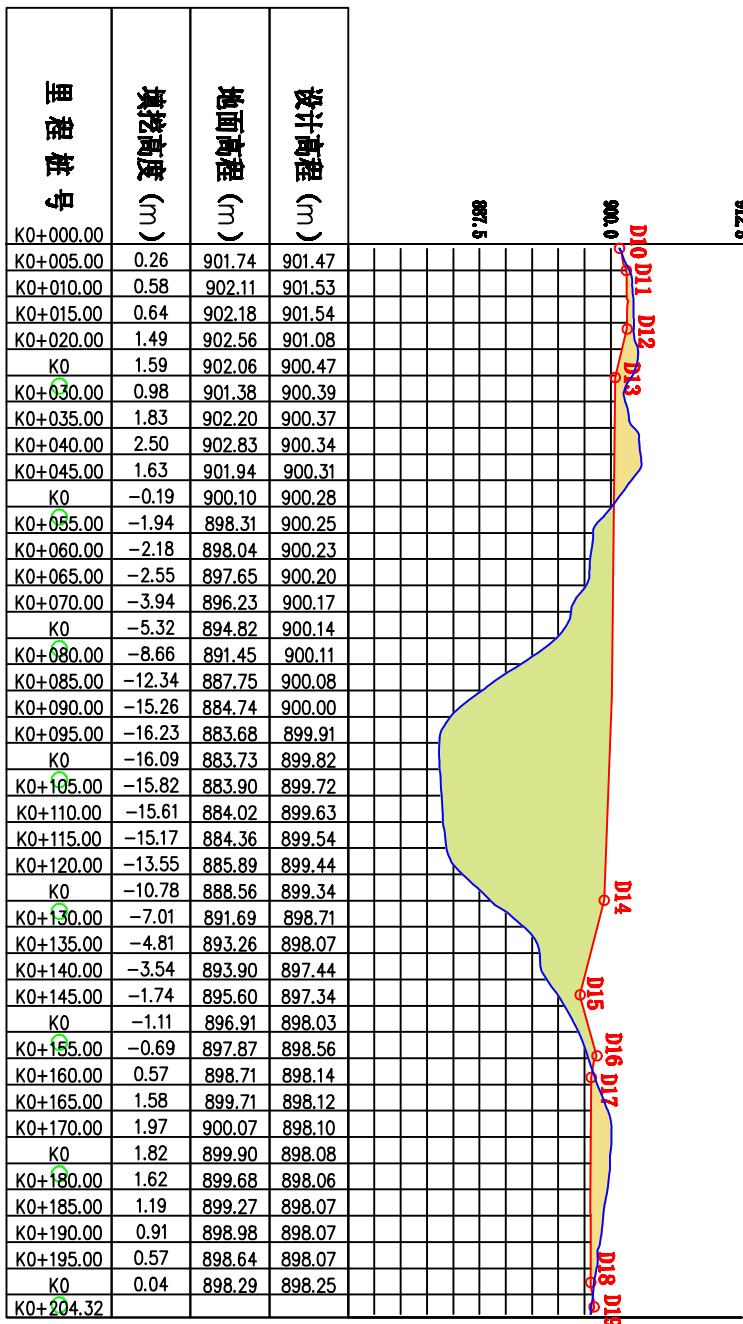 里程桩号 填挖高度 (m) 地面高程 (m) 设计高程 (m)
K0+000.00
K0+005.00 0.26 901.74 901.47
K0+010.00 0.58 902.11 901.53
K0+015.00 0.64 902.18 901.54
K0+020.00 1.49 902.56 901.08
K0 1.59 902.06 900.47
K0+030.00 0.98 901.38 900.39
K0+035.00 1.83 902.20 900.37
K0+040.00 2.50 902.83 900.34
K0+045.00 1.63 901.94 900.31
K0 -0.19 900.10 900.28
K0+055.00 -1.94 898.31 900.25
K0+060.00 -2.18 898.04 900.23
K0+065.00 -2.55 897.65 900.20
K0+070.00 -3.94 896.23 900.17
K0 -5.32 894.82 900.14
K0+080.00 -8.66 891.45 900.11
K0+085.00 -12.34 887.75 900.08
K0+090.00 -15.26 884.74 900.00
K0+095.00 -16.23 883.68 899.91
K0 -16.09 883.73 899.82
K0+105.00 -15.82 883.90 899.72
K0+110.00 -15.61 884.02 899.63
K0+115.00 -15.17 884.36 899.54
K0+120.00 -13.55 885.89 899.44
K0 -10.78 888.56 899.34
K0+130.00 -7.01 891.69 898.71
K0+135.00 -4.81 893.26 898.07
K0+140.00 -3.54 893.90 897.44
K0+145.00 -1.74 895.60 897.34
K0 -1.11 896.91 898.03
K0+155.00 -0.69 897.87 898.56
K0+160.00 0.57 898.71 898.14
K0+165.00 1.58 899.71 898.12
K0+170.00 1.97 900.07 898.10
K0 1.82 899.90 898.08
K0+180.00 1.62 899.68 898.06
K0+185.00 1.19 899.27 898.07
K0+190.00 0.91 898.98 898.07
K0+195.00 0.57 898.64 898.07
K0 0.04 898.29 898.25
K0+204.32
887.5
900.0
D10
D11
D12
D13
D14
D15
D16
D17
D18
D19